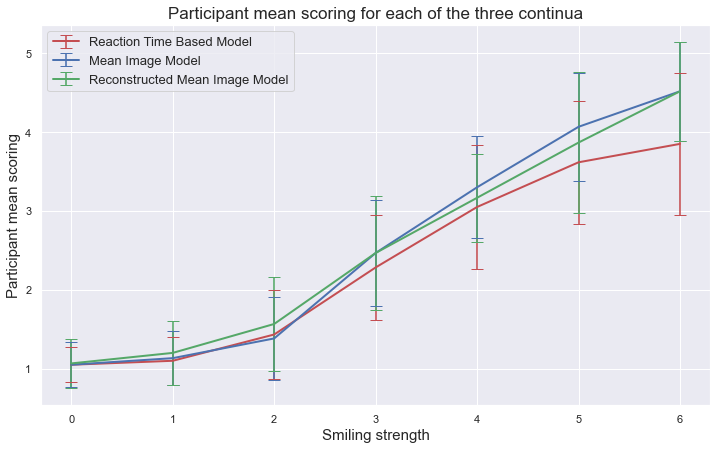 Participant mean scoring for each of the three continua
Reaction Time Based Model
Mean Image Model
Reconstructed Mean Image Model
Participant mean scoring
5
4
3
2
1
0 1 2 3 4 5 6
Smiling strength